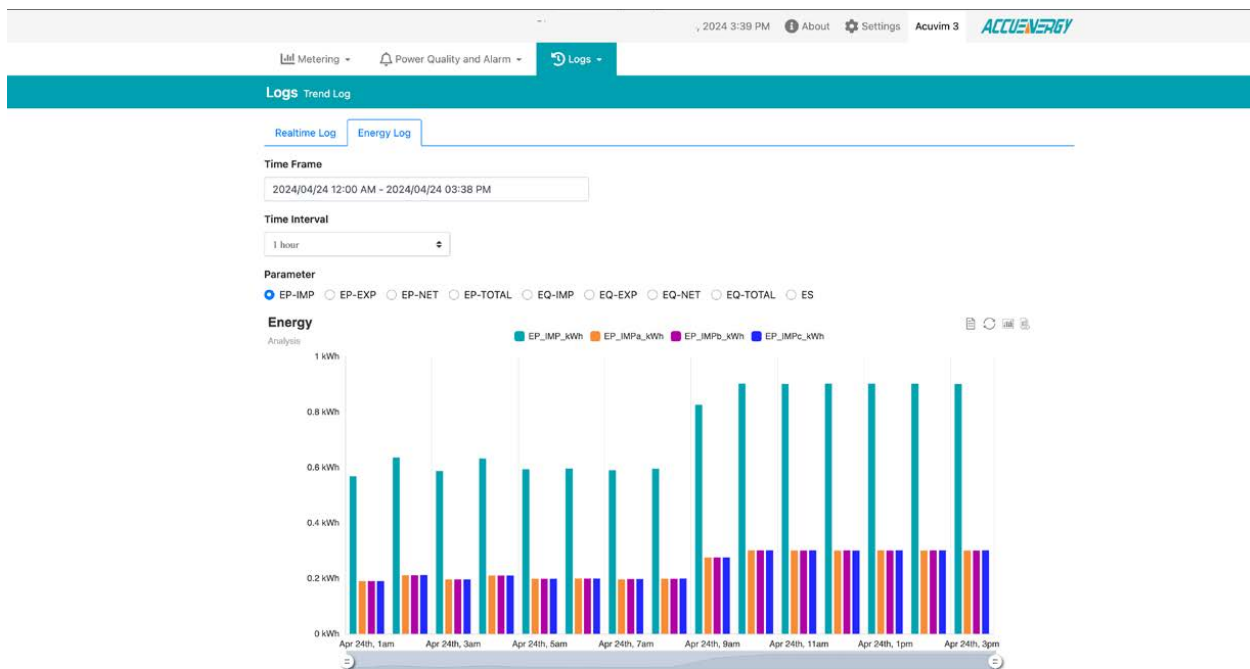 , 2024 3:39 PM About Settings Acuvim 3 ACCUENERGY
Metering Power Quality and Alarm Logs
Logs Trend Log
Realtime Log Energy Log
Time Frame
2024/04/24 12:00 AM - 2024/04/24 03:38 PM
Time Interval
1 hour
Parameter
EP-IMP EP-EXP EP-NET EP-TOTAL EQ-IMP EQ-EXP EQ-NET EQ-TOTAL ES
Energy
Analysis
EP_IMP_kWh EP_IMPa_kWh EP_IMPb_kWh EP_IMPc_kWh
1 kWh
0.8 kWh
0.6 kWh
0.4 kWh
0.2 kWh
0 kWh
Apr 24th, 1am Apr 24th, 3am Apr 24th, 5am Apr 24th, 7am Apr 24th, 9am Apr 24th, 11am Apr 24th, 1pm Apr 24th, 3pm